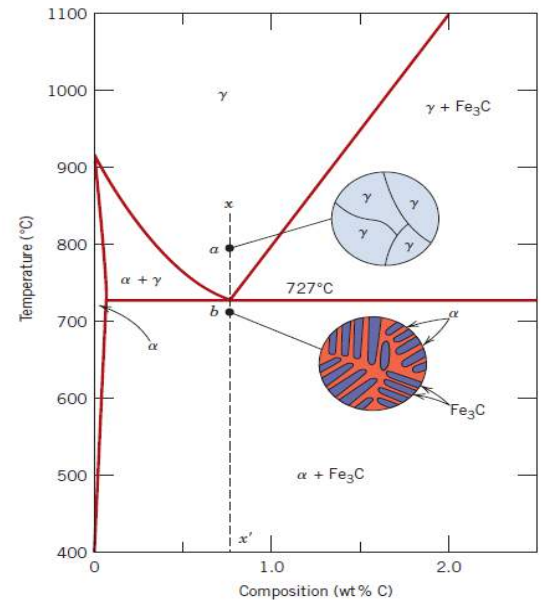 1100
1000
900
800
700
600
500
400
Temperature (°C)
γ
γ + Fe₃C
x
a
γ
γ
γ
γ
α + γ
727°C
b
α
α
Fe₃C
α + Fe₃C
x′
0
1.0
2.0
Composition (wt% C)